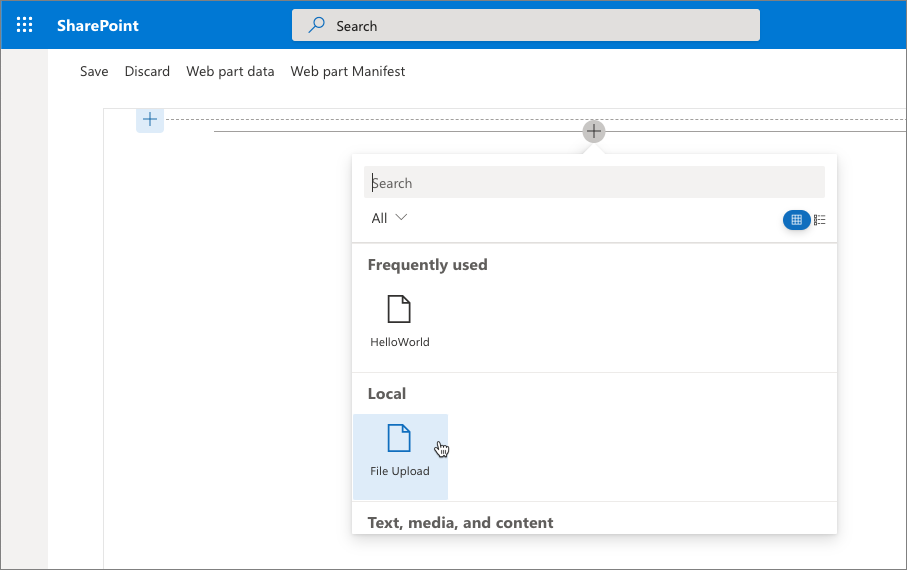 SharePoint
Search
Save Discard Web part data Web part Manifest
Search
All
Frequently used
HelloWorld
Local
File Upload
Text, media, and content